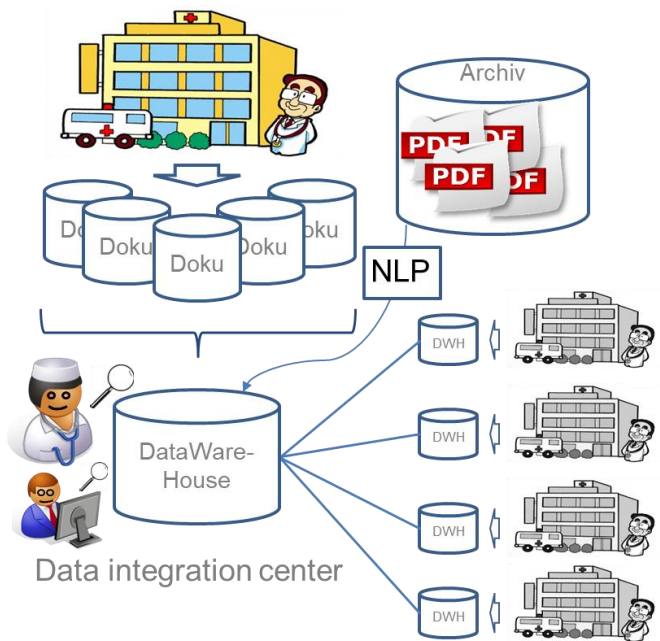 Archiv
PDF
PDF
PDF
PDF
Doku
Doku
Doku
Doku
Doku
NLP
DWH
DataWare-
House
DWH
DWH
DWH
Data integration center